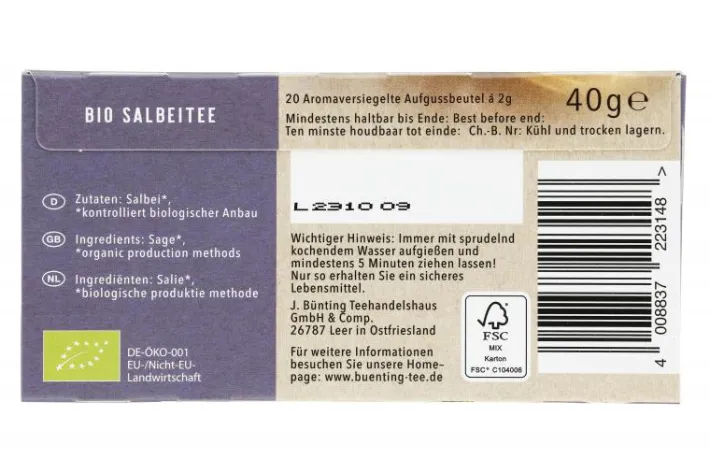 BIO SALBEITEE
D Zutaten: Salbei*,
*kontrolliert biologischer Anbau
GB Ingredients: Sage*,
*organic production methods
NL Ingrediënten: Salie*,
*biologische produktie methode
DE-ÖKO-001
EU-/Nicht-EU-
Landwirtschaft
20 Aromaversiegelte Aufgussbeutel á 2g
40g℮
Mindestens haltbar bis Ende: Best before end:
Ten minste houdbaar tot einde: Ch.-B. Nr: Kühl und trocken lagern.
L2310 09
Wichtiger Hinweis: Immer mit sprudelnd
kochendem Wasser aufgießen und
mindestens 5 Minuten ziehen lassen!
Nur so erhalten Sie ein sicheres
Lebensmittel.
J. Bünting Teehandelshaus
GmbH & Comp.
26787 Leer in Ostfriesland
Für weitere Informationen
besuchen Sie unsere Home-
page: www.buenting-tee.de
FSC
MIX
Karton
FSC® C104006
4 008837 223148 >